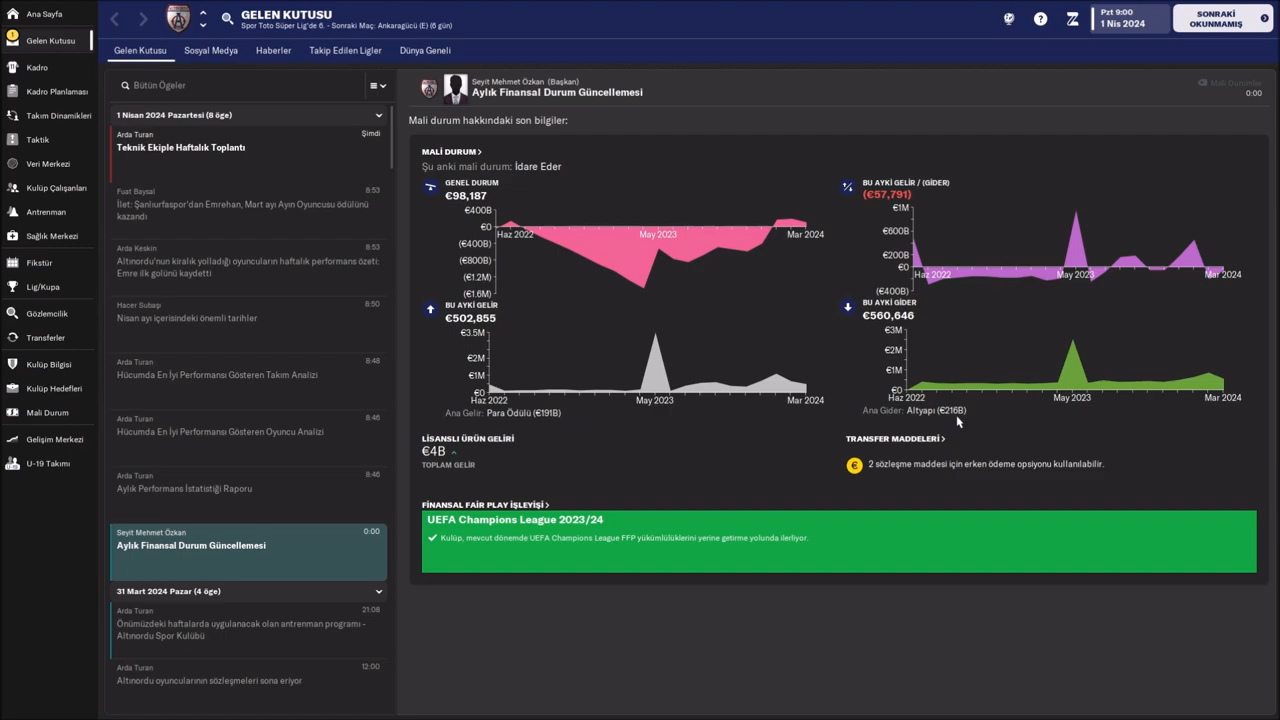 Ana Sayfa
1
Gelen Kutusu
Kadro
Kadro Planlaması
Takım Dinamikleri
Taktik
Veri Merkezi
Kulüp Çalışanları
Antrenman
Sağlık Merkezi
Fikstür
Lig/Kupa
Gözlemcilik
Transferler
Kulüp Bilgisi
Kulüp Hedefleri
Mali Durum
Gelişim Merkezi
U-19 Takımı
GELEN KUTUSU
Spor Toto Süper Lig'de 6. - Sonraki Maç: Ankaragücü (E) (6 gün)
Pzt 9:00
1 Nis 2024
SONRAKİ
OKUNMAMIŞ
Gelen Kutusu
Sosyal Medya
Haberler
Takip Edilen Ligler
Dünya Geneli
Bütün Ögeler
1 Nisan 2024 Pazartesi (8 öge)
Arda Turan
Şimdi
Teknik Ekiple Haftalık Toplantı
Fuat Baysal
8:53
İlet: Şanlıurfaspor'dan Emrehan, Mart ayı Ayın Oyuncusu ödülünü
kazandı
Arda Keskin
8:53
Altınordu'nun kiralık yolladığı oyuncuların haftalık performans özeti:
Emre ilk golünü kaydetti
Hacer Subaşı
8:50
Nisan ayı içerisindeki önemli tarihler
Arda Turan
8:48
Hücumda En İyi Performansı Gösteren Takım Analizi
Arda Turan
8:46
Hücumda En İyi Performansı Gösteren Oyuncu Analizi
Arda Turan
8:46
Aylık Performans İstatistiği Raporu
Seyit Mehmet Özkan
0:00
Aylık Finansal Durum Güncellemesi
31 Mart 2024 Pazar (4 öge)
Arda Turan
21:08
Önümüzdeki haftalarda uygulanacak olan antrenman programı -
Altınordu Spor Kulübü
Arda Turan
12:00
Altınordu oyuncularının sözleşmeleri sona eriyor
Seyit Mehmet Özkan (Başkan)
Aylık Finansal Durum Güncellemesi
Mali Durumlar
0:00
Mali durum hakkındaki son bilgiler:
MALİ DURUM
Şu anki mali durum: İdare Eder
GENEL DURUM
€98,187
€400B
€0
(€400B)
(€800B)
(€1.2M)
(€1.6M)
Haz 2022
May 2023
Mar 2024
BU AYKİ GELİR / (GİDER)
(€57,791)
€1M
€600B
€200B
€0
(€400B)
Haz 2022
May 2023
Mar 2024
BU AYKİ GELİR
€502,855
€3.5M
€2M
€1M
€0
Haz 2022
May 2023
Mar 2024
Ana Gelir: Para Ödülü (€191B)
BU AYKİ GİDER
€560,646
€3M
€2M
€1M
€0
Haz 2022
May 2023
Mar 2024
Ana Gider: Altyapı (€216B)
LİSANSLI ÜRÜN GELİRİ
€4B
TOPLAM GELİR
TRANSFER MADDELERİ
2 sözleşme maddesi için erken ödeme opsiyonu kullanılabilir.
FİNANSAL FAİR PLAY İŞLEYİŞİ
UEFA Champions League 2023/24
Kulüp, mevcut dönemde UEFA Champions League FFP yükümlülüklerini yerine getirme yolunda ilerliyor.